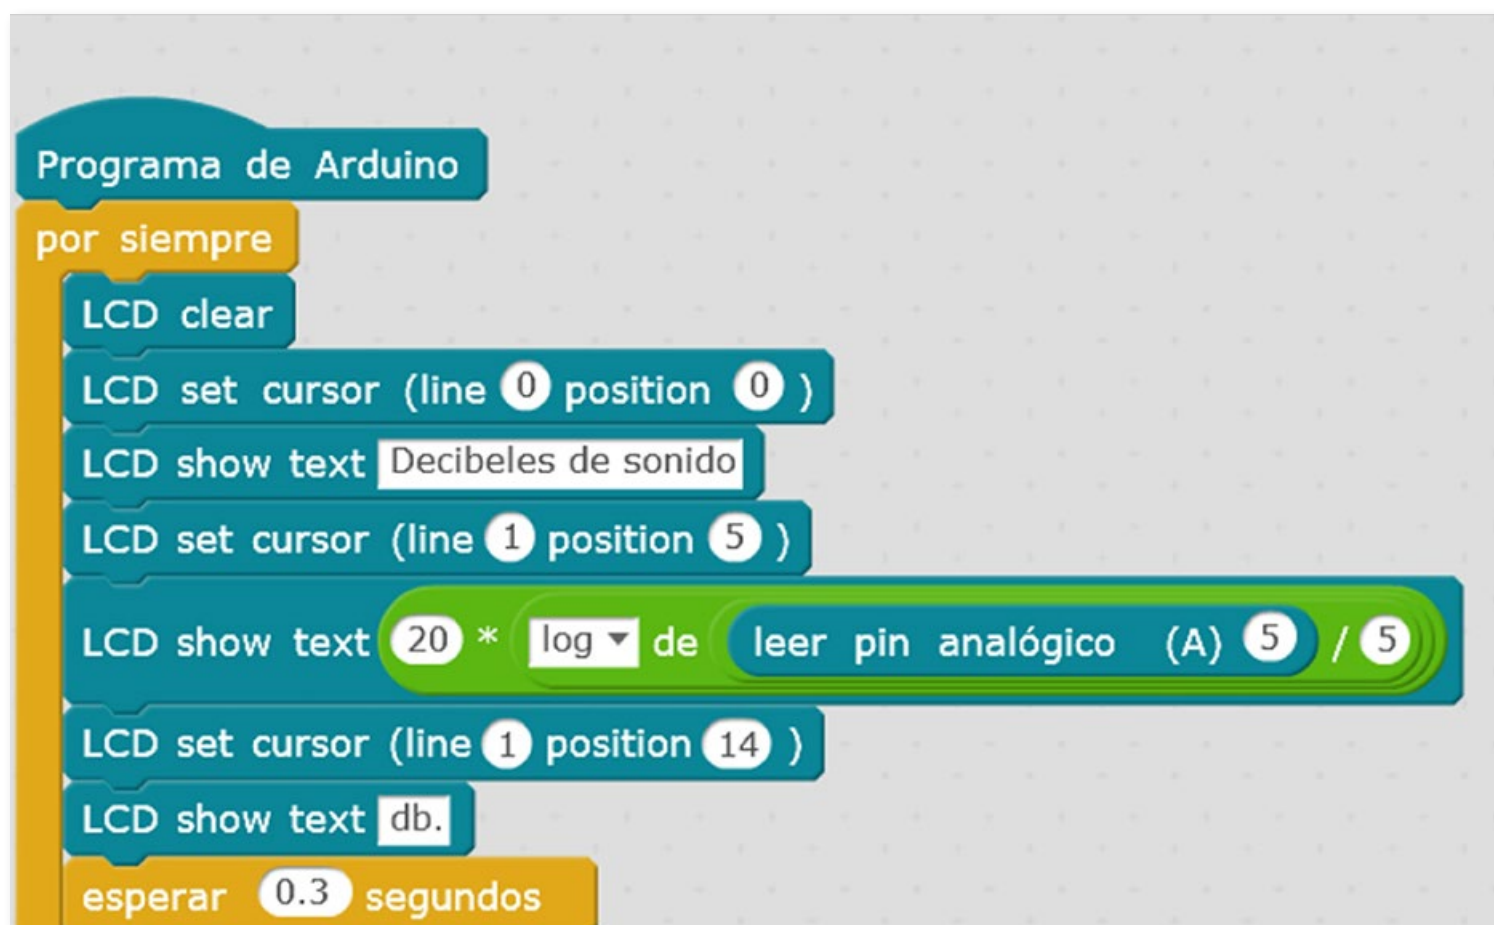 Programa de Arduino
por siempre
LCD clear
LCD set cursor (line 0 position 0 )
LCD show text Decibeles de sonido
LCD set cursor (line 1 position 5 )
LCD show text 20 * log de leer pin analógico (A) 5 / 5
LCD set cursor (line 1 position 14 )
LCD show text db.
esperar 0.3 segundos